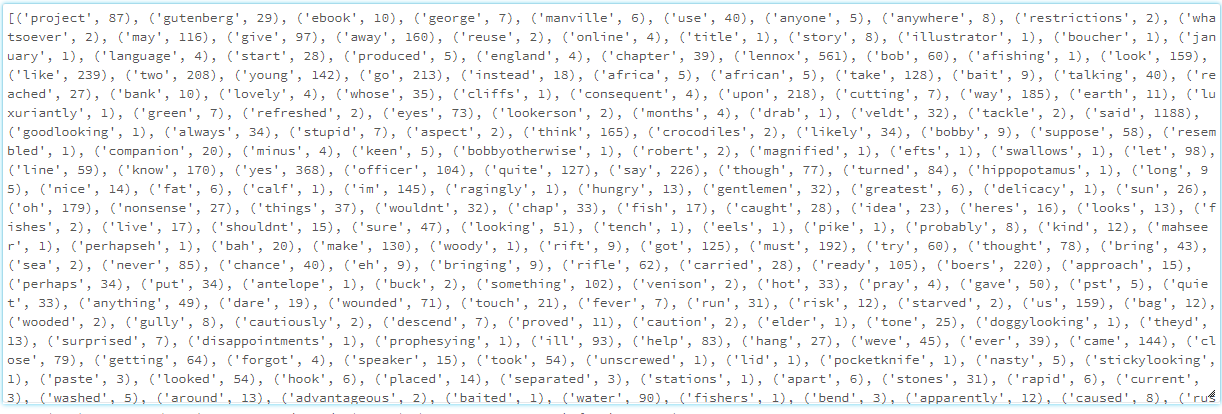 [('project', 87), ('gutenberg', 29), ('ebook', 10), ('george', 7), ('manville', 6), ('use', 40), ('anyone', 5), ('anywhere', 8), ('restrictions', 2), ('wha
tsoever', 2), ('may', 116), ('give', 97), ('away', 160), ('reuse', 2), ('online', 4), ('title', 1), ('story', 8), ('illustrator', 1), ('boucher', 1), ('jan
uary', 1), ('language', 4), ('start', 28), ('produced', 5), ('england', 4), ('chapter', 39), ('lennox', 561), ('bob', 60), ('afishing', 1), ('look', 159),
('like', 239), ('two', 208), ('young', 142), ('go', 213), ('instead', 18), ('africa', 5), ('african', 5), ('take', 128), ('bait', 9), ('talking', 40), ('re
ached', 27), ('bank', 10), ('lovely', 4), ('whose', 35), ('cliffs', 1), ('consequent', 4), ('upon', 218), ('cutting', 7), ('way', 185), ('earth', 11), ('lu
xuriantly', 1), ('green', 7), ('refreshed', 2), ('eyes', 73), ('lookerson', 2), ('months', 4), ('drab', 1), ('veldt', 32), ('tackle', 2), ('said', 1188),
('goodlooking', 1), ('always', 34), ('stupid', 7), ('aspect', 2), ('think', 165), ('crocodiles', 2), ('likely', 34), ('bobby', 9), ('suppose', 58), ('resem
bled', 1), ('companion', 20), ('minus', 4), ('keen', 5), ('bobbyotherwise', 1), ('robert', 2), ('magnified', 1), ('efts', 1), ('swallows', 1), ('let', 98),
('line', 59), ('know', 170), ('yes', 368), ('officer', 104), ('quite', 127), ('say', 226), ('though', 77), ('turned', 84), ('hippopotamus', 1), ('long', 9
5), ('nice', 14), ('fat', 6), ('calf', 1), ('im', 145), ('ragingly', 1), ('hungry', 13), ('gentlemen', 32), ('greatest', 6), ('delicacy', 1), ('sun', 26),
('oh', 179), ('nonsense', 27), ('things', 37), ('wouldnt', 32), ('chap', 33), ('fish', 17), ('caught', 28), ('idea', 23), ('heres', 16), ('looks', 13), ('f
ishes', 2), ('live', 17), ('shouldnt', 15), ('sure', 47), ('looking', 51), ('tench', 1), ('eels', 1), ('pike', 1), ('probably', 8), ('kind', 12), ('mahsee
r', 1), ('perhapseh', 1), ('bah', 20), ('make', 130), ('woody', 1), ('rift', 9), ('got', 125), ('must', 192), ('try', 60), ('thought', 78), ('bring', 43),
('sea', 2), ('never', 85), ('chance', 40), ('eh', 9), ('bringing', 9), ('rifle', 62), ('carried', 28), ('ready', 105), ('boers', 220), ('approach', 15),
('perhaps', 34), ('put', 34), ('antelope', 1), ('buck', 2), ('something', 102), ('venison', 2), ('hot', 33), ('pray', 4), ('gave', 50), ('pst', 5), ('quie
t', 33), ('anything', 49), ('dare', 19), ('wounded', 71), ('touch', 21), ('fever', 7), ('run', 31), ('risk', 12), ('starved', 2), ('us', 159), ('bag', 12),
('wooded', 2), ('gully', 8), ('cautiously', 2), ('descend', 7), ('proved', 11), ('caution', 2), ('elder', 1), ('tone', 25), ('doggylooking', 1), ('theyd',
13), ('surprised', 7), ('disappointments', 1), ('prophesying', 1), ('ill', 93), ('help', 83), ('hang', 27), ('weve', 45), ('ever', 39), ('came', 144), ('cl
ose', 79), ('getting', 64), ('forgot', 4), ('speaker', 15), ('took', 54), ('unscrewed', 1), ('lid', 1), ('pocketknife', 1), ('nasty', 5), ('stickylooking',
1), ('paste', 3), ('looked', 54), ('hook', 6), ('placed', 14), ('separated', 3), ('stations', 1), ('apart', 6), ('stones', 31), ('rapid', 6), ('current',
3), ('washed', 5), ('around', 13), ('advantageous', 2), ('baited', 1), ('water', 90), ('fishers', 1), ('bend', 3), ('apparently', 12), ('caused', 8), ('rus